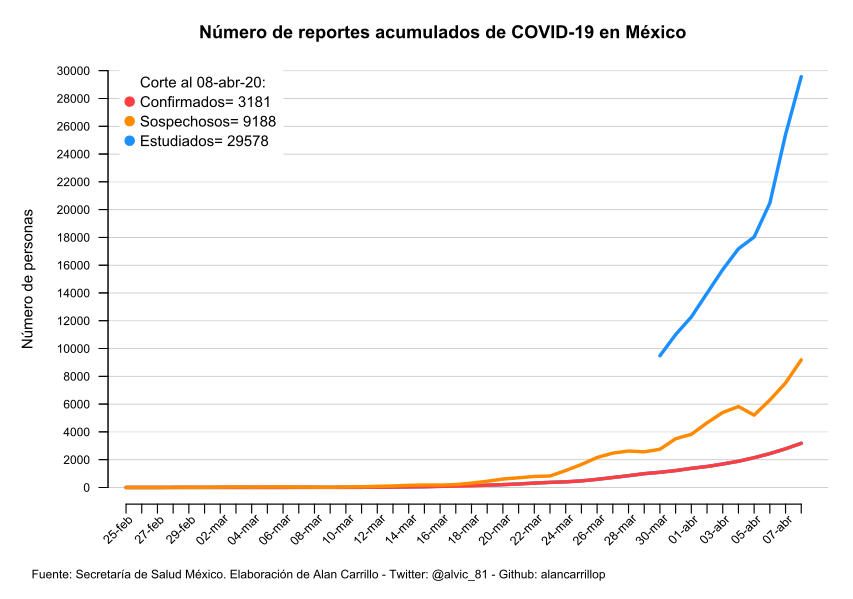 Número de reportes acumulados de COVID-19 en México
Corte al 08-abr-20:
Confirmados= 3181
Sospechosos= 9188
Estudiados= 29578
Número de personas
30000
28000
26000
24000
22000
20000
18000
16000
14000
12000
10000
8000
6000
4000
2000
0
25-feb
27-feb
29-feb
02-mar
04-mar
06-mar
08-mar
10-mar
12-mar
14-mar
16-mar
18-mar
20-mar
22-mar
24-mar
26-mar
28-mar
30-mar
01-abr
03-abr
05-abr
07-abr
Fuente: Secretaría de Salud México. Elaboración de Alan Carrillo - Twitter: @alvic_81 - Github: alancarrillop